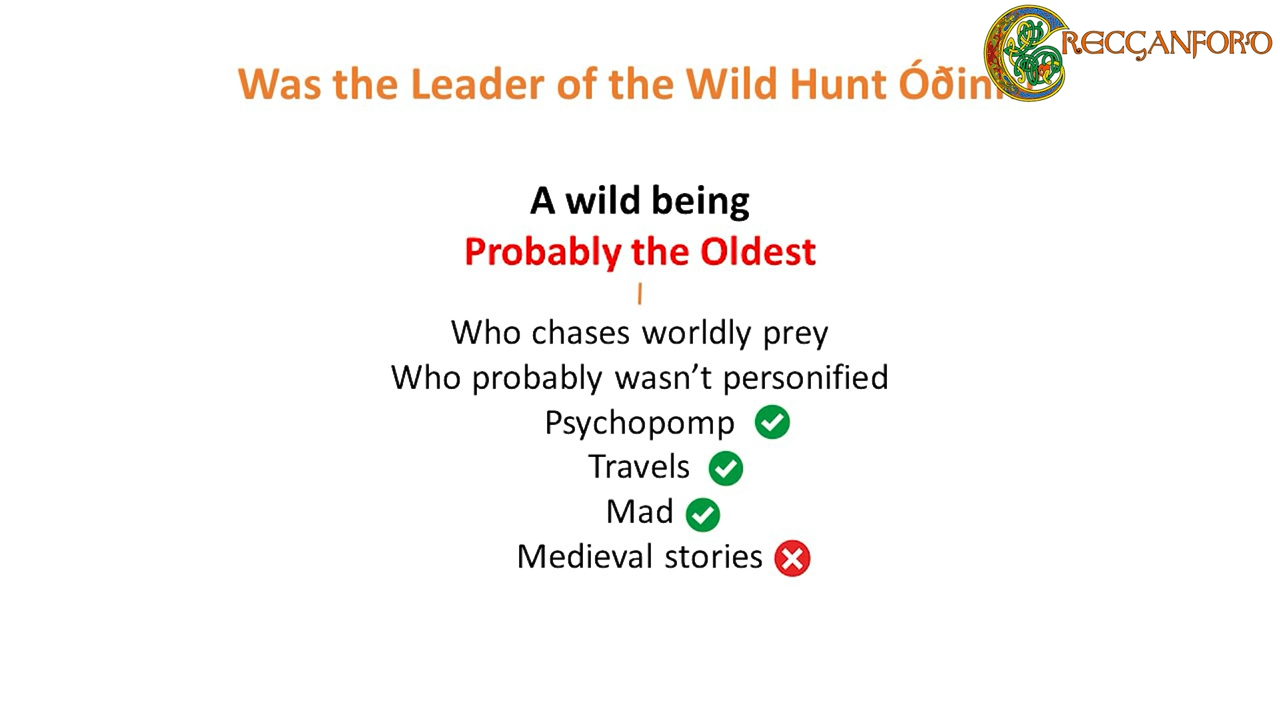 CRECGANFORD
Was the Leader of the Wild Hunt Óðin
A wild being
Probably the Oldest
Who chases worldly prey
Who probably wasn’t personified
Psychopomp
Travels
Mad
Medieval stories